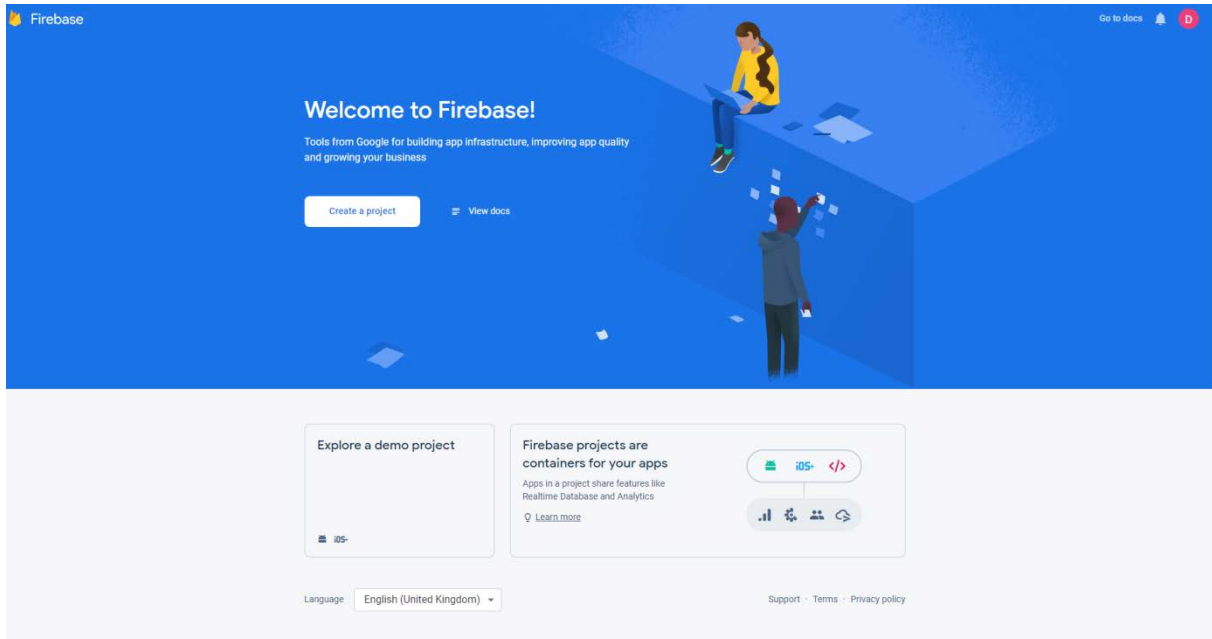 Firebase
Go to docs
D
Welcome to Firebase!
Tools from Google for building app infrastructure, improving app quality
and growing your business
Create a project
View docs
Explore a demo project
iOS+
Firebase projects are
containers for your apps
Apps in a project share features like
Realtime Database and Analytics
Learn more
iOS+ </>
Language English (United Kingdom)
Support · Terms · Privacy policy